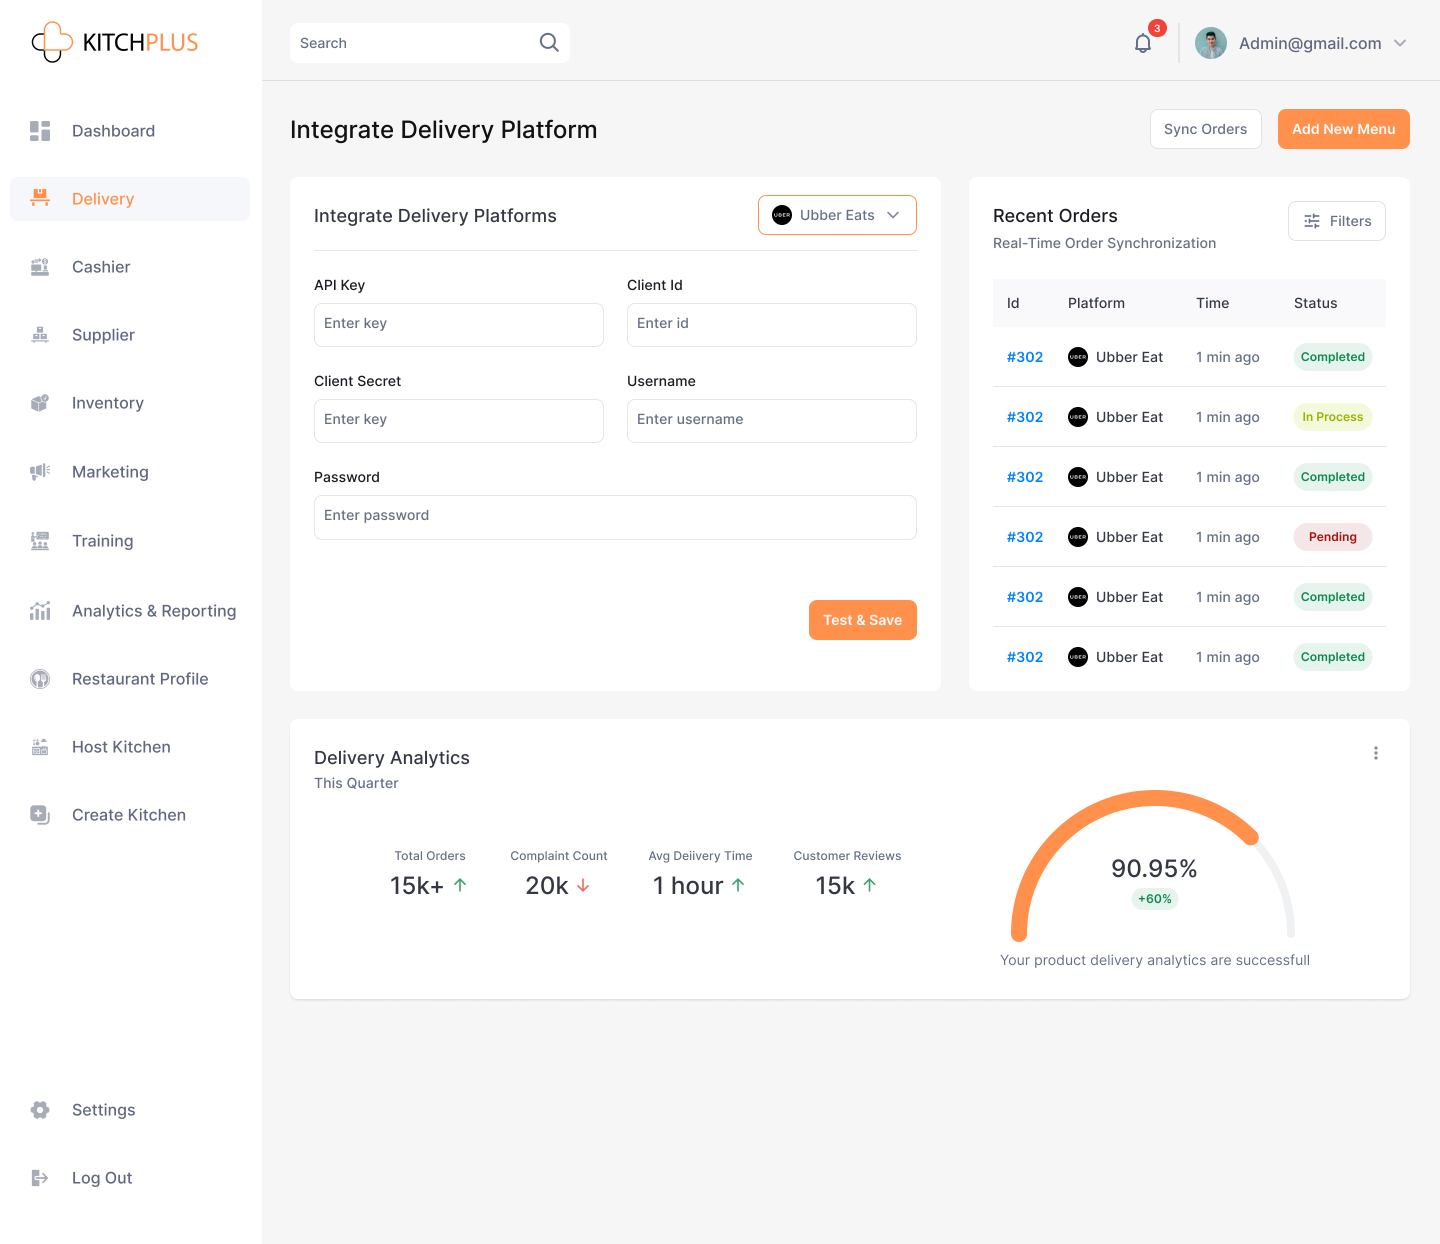 KITCHPLUS
Search
3
Admin@gmail.com
Dashboard
Delivery
Cashier
Supplier
Inventory
Marketing
Training
Analytics & Reporting
Restaurant Profile
Host Kitchen
Create Kitchen
Settings
Log Out
Integrate Delivery Platform
Sync Orders
Add New Menu
Integrate Delivery Platforms
UBER
Ubber Eats
API Key
Client Id
Enter key
Enter id
Client Secret
Username
Enter key
Enter username
Password
Enter password
Test & Save
Recent Orders
Real-Time Order Synchronization
Filters
Id Platform Time Status
#302 UBER Ubber Eat 1 min ago Completed
#302 UBER Ubber Eat 1 min ago In Process
#302 UBER Ubber Eat 1 min ago Completed
#302 UBER Ubber Eat 1 min ago Pending
#302 UBER Ubber Eat 1 min ago Completed
#302 UBER Ubber Eat 1 min ago Completed
Delivery Analytics
This Quarter
Total Orders
15k+
Complaint Count
20k
Avg Deiivery Time
1 hour
Customer Reviews
15k
90.95%
+60%
Your product delivery analytics are successfull